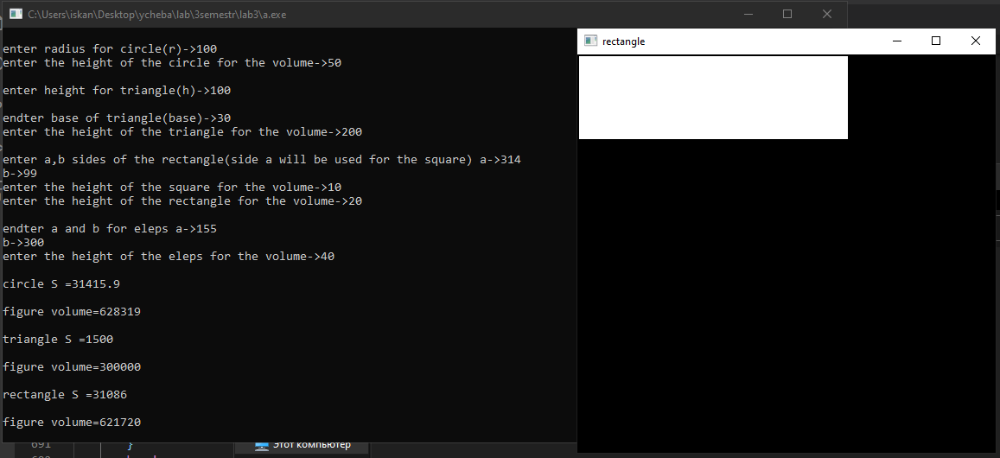 C:\Users\iskan\Desktop\ycheba\lab\3semestr\lab3\a.exe
enter radius for circle(r)->100
enter the height of the circle for the volume->50
enter height for triangle(h)->100
endter base of triangle(base)->30
enter the height of the triangle for the volume->200
enter a,b sides of the rectangle(side a will be used for the square) a->314
b->99
enter the height of the square for the volume->10
enter the height of the rectangle for the volume->20
endter a and b for eleps a->155
b->300
enter the height of the eleps for the volume->40
circle S =31415.9
figure volume=628319
triangle S =1500
figure volume=300000
rectangle S =31086
figure volume=621720
rectangle
691 }
Этот компьютер